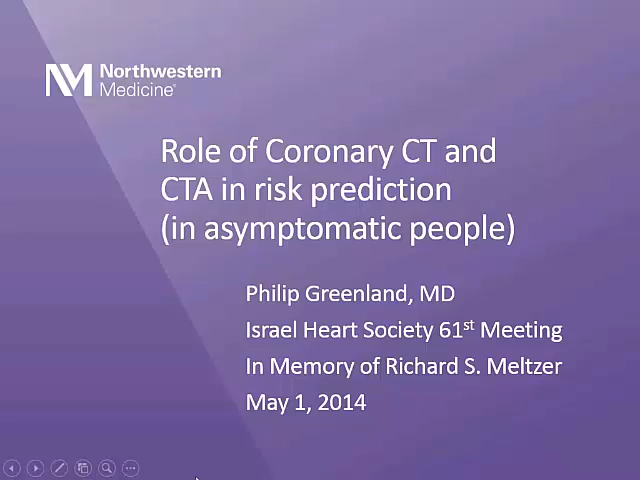 Northwestern
Medicine®
Role of Coronary CT and
CTA in risk prediction
(in asymptomatic people)
Philip Greenland, MD
Israel Heart Society 61st Meeting
In Memory of Richard S. Meltzer
May 1, 2014